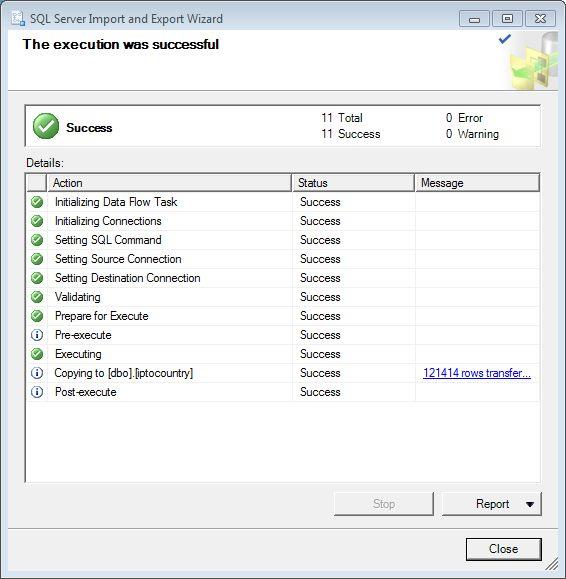 SQL Server Import and Export Wizard
The execution was successful
Success
11 Total 0 Error
11 Success 0 Warning
Details:
Action Status Message
Initializing Data Flow Task Success
Initializing Connections Success
Setting SQL Command Success
Setting Source Connection Success
Setting Destination Connection Success
Validating Success
Prepare for Execute Success
Pre-execute Success
Executing Success
Copying to [dbo].[iptocountry] Success 121414 rows transfer...
Post-execute Success
Stop Report
Close